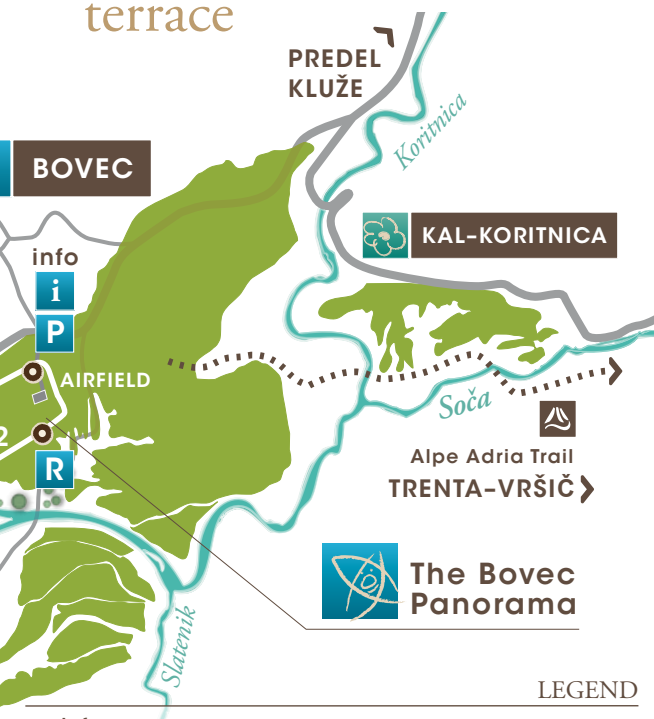 terrace
PREDEL
KLUŽE
Koritnica
BOVEC
KAL-KORITNICA
info
i
P
AIRFIELD
Soča
2
R
Alpe Adria Trail
TRENTA-VRŠIČ
The Bovec
Panorama
Slatenik
LEGEND